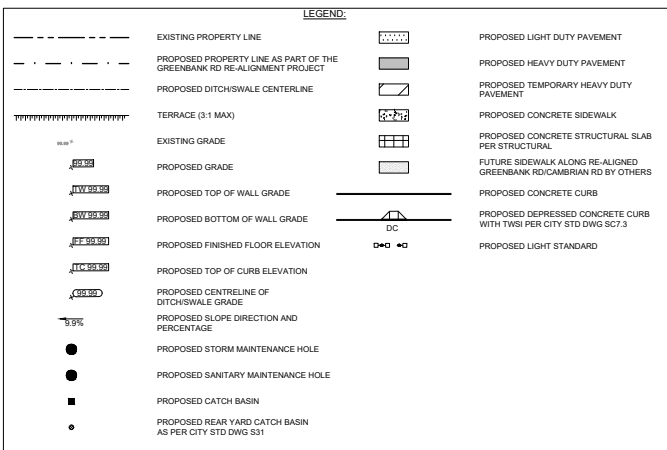 LEGEND:
EXISTING PROPERTY LINE
PROPOSED PROPERTY LINE AS PART OF THE
GREENBANK RD RE-ALIGNMENT PROJECT
PROPOSED DITCH/SWALE CENTERLINE
TERRACE (3:1 MAX)
99.99
EXISTING GRADE
99.99
PROPOSED GRADE
TW 99.99
PROPOSED TOP OF WALL GRADE
BW 99.99
PROPOSED BOTTOM OF WALL GRADE
FF 99.99
PROPOSED FINISHED FLOOR ELEVATION
TC 99.99
PROPOSED TOP OF CURB ELEVATION
99.99
PROPOSED CENTRELINE OF
DITCH/SWALE GRADE
9.9%
PROPOSED SLOPE DIRECTION AND
PERCENTAGE
PROPOSED STORM MAINTENANCE HOLE
PROPOSED SANITARY MAINTENANCE HOLE
PROPOSED CATCH BASIN
PROPOSED REAR YARD CATCH BASIN
AS PER CITY STD DWG S31
PROPOSED LIGHT DUTY PAVEMENT
PROPOSED HEAVY DUTY PAVEMENT
PROPOSED TEMPORARY HEAVY DUTY
PAVEMENT
PROPOSED CONCRETE SIDEWALK
PROPOSED CONCRETE STRUCTURAL SLAB
PER STRUCTURAL
FUTURE SIDEWALK ALONG RE-ALIGNED
GREENBANK RD/CAMBRIAN RD BY OTHERS
PROPOSED CONCRETE CURB
DC
PROPOSED DEPRESSED CONCRETE CURB
WITH TWSI PER CITY STD DWG SC7.3
PROPOSED LIGHT STANDARD